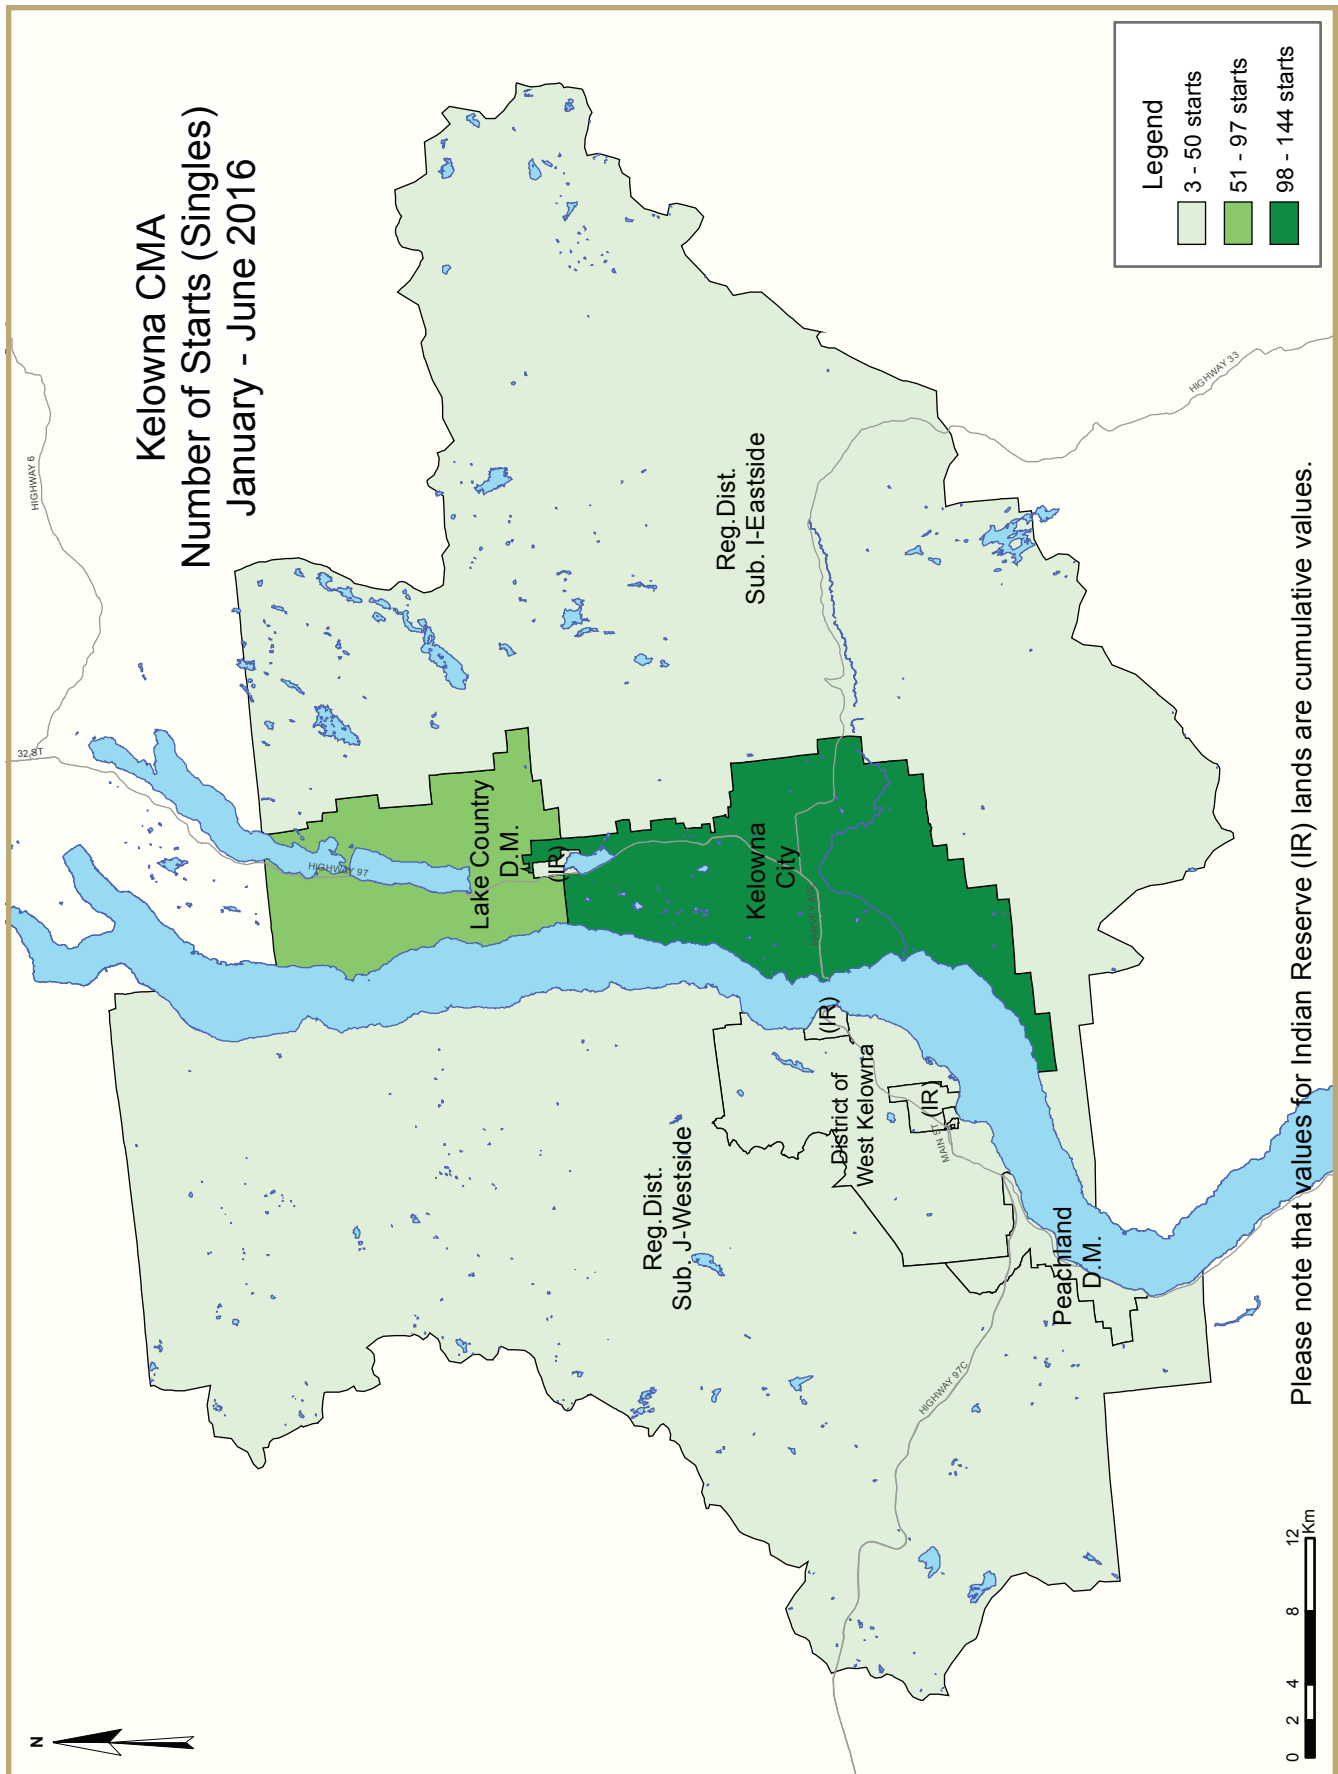 Kelowna CMA
Number of Starts (Singles)
January - June 2016
Legend
3 - 50 starts
51 - 97 starts
98 - 144 starts
HIGHWAY 6
32 ST
HIGHWAY 97
HIGHWAY 33
Lake Country
D.M.
(IR)
Reg.Dist.
Sub. I-Eastside
Kelowna
City
(IR)
District of
West Kelowna
(IR)
MAIN ST
Reg.Dist.
Sub. J-Westside
Peachland
D.M.
HIGHWAY 97C
N
0 2 4 8 12
Km
Please note that values for Indian Reserve (IR) lands are cumulative values.